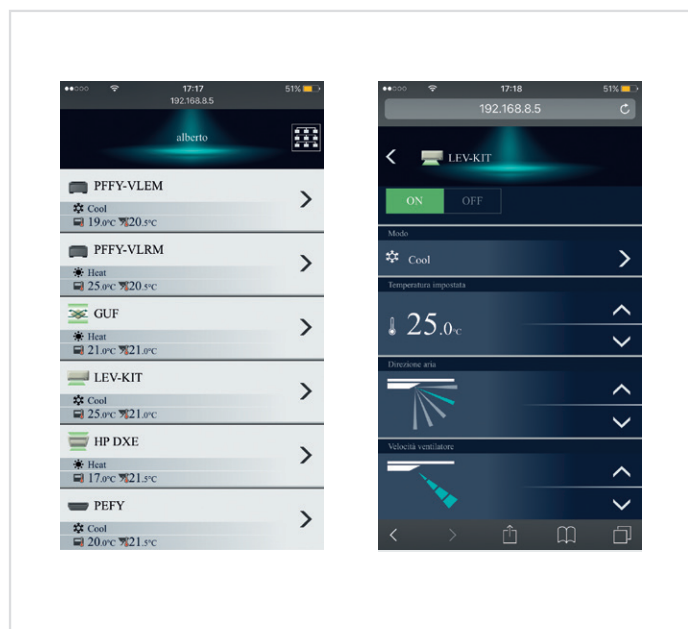 17:17
51%
192.168.8.5
alberto
PFFY-VLEM
Cool
19.0°C 20.5°C
PFFY-VLRM
Heat
25.0°C 20.5°C
GUF
Heat
21.0°C 21.0°C
LEV-KIT
Cool
25.0°C 21.0°C
HP DXE
Heat
17.0°C 21.5°C
PEFY
Cool
20.0°C 21.5°C
17:18
51%
192.168.8.5
LEV-KIT
ON OFF
Modo
Cool
Temperatura impostata
25.0°C
Direzione aria
Velocità ventilatore